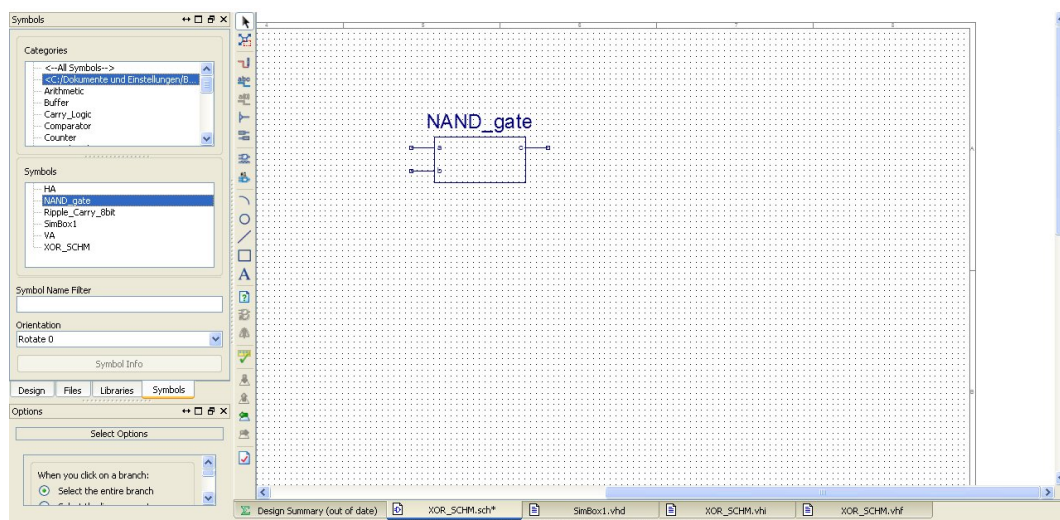 Symbols
Categories
<--All Symbols-->
<C:/Dokumente und Einstellungen/B...
Arithmetic
Buffer
Carry_Logic
Comparator
Counter
Symbols
HA
NAND_gate
Ripple_Carry_8bit
SimBox1
VA
XOR_SCHM
Symbol Name Filter
Orientation
Rotate 0
Symbol Info
Design Files Libraries Symbols
Options
Select Options
When you click on a branch:
Select the entire branch
NAND_gate
a c
b
A
Design Summary (out of date) XOR_SCHM.sch* SimBox1.vhd XOR_SCHM.vhi XOR_SCHM.vhf